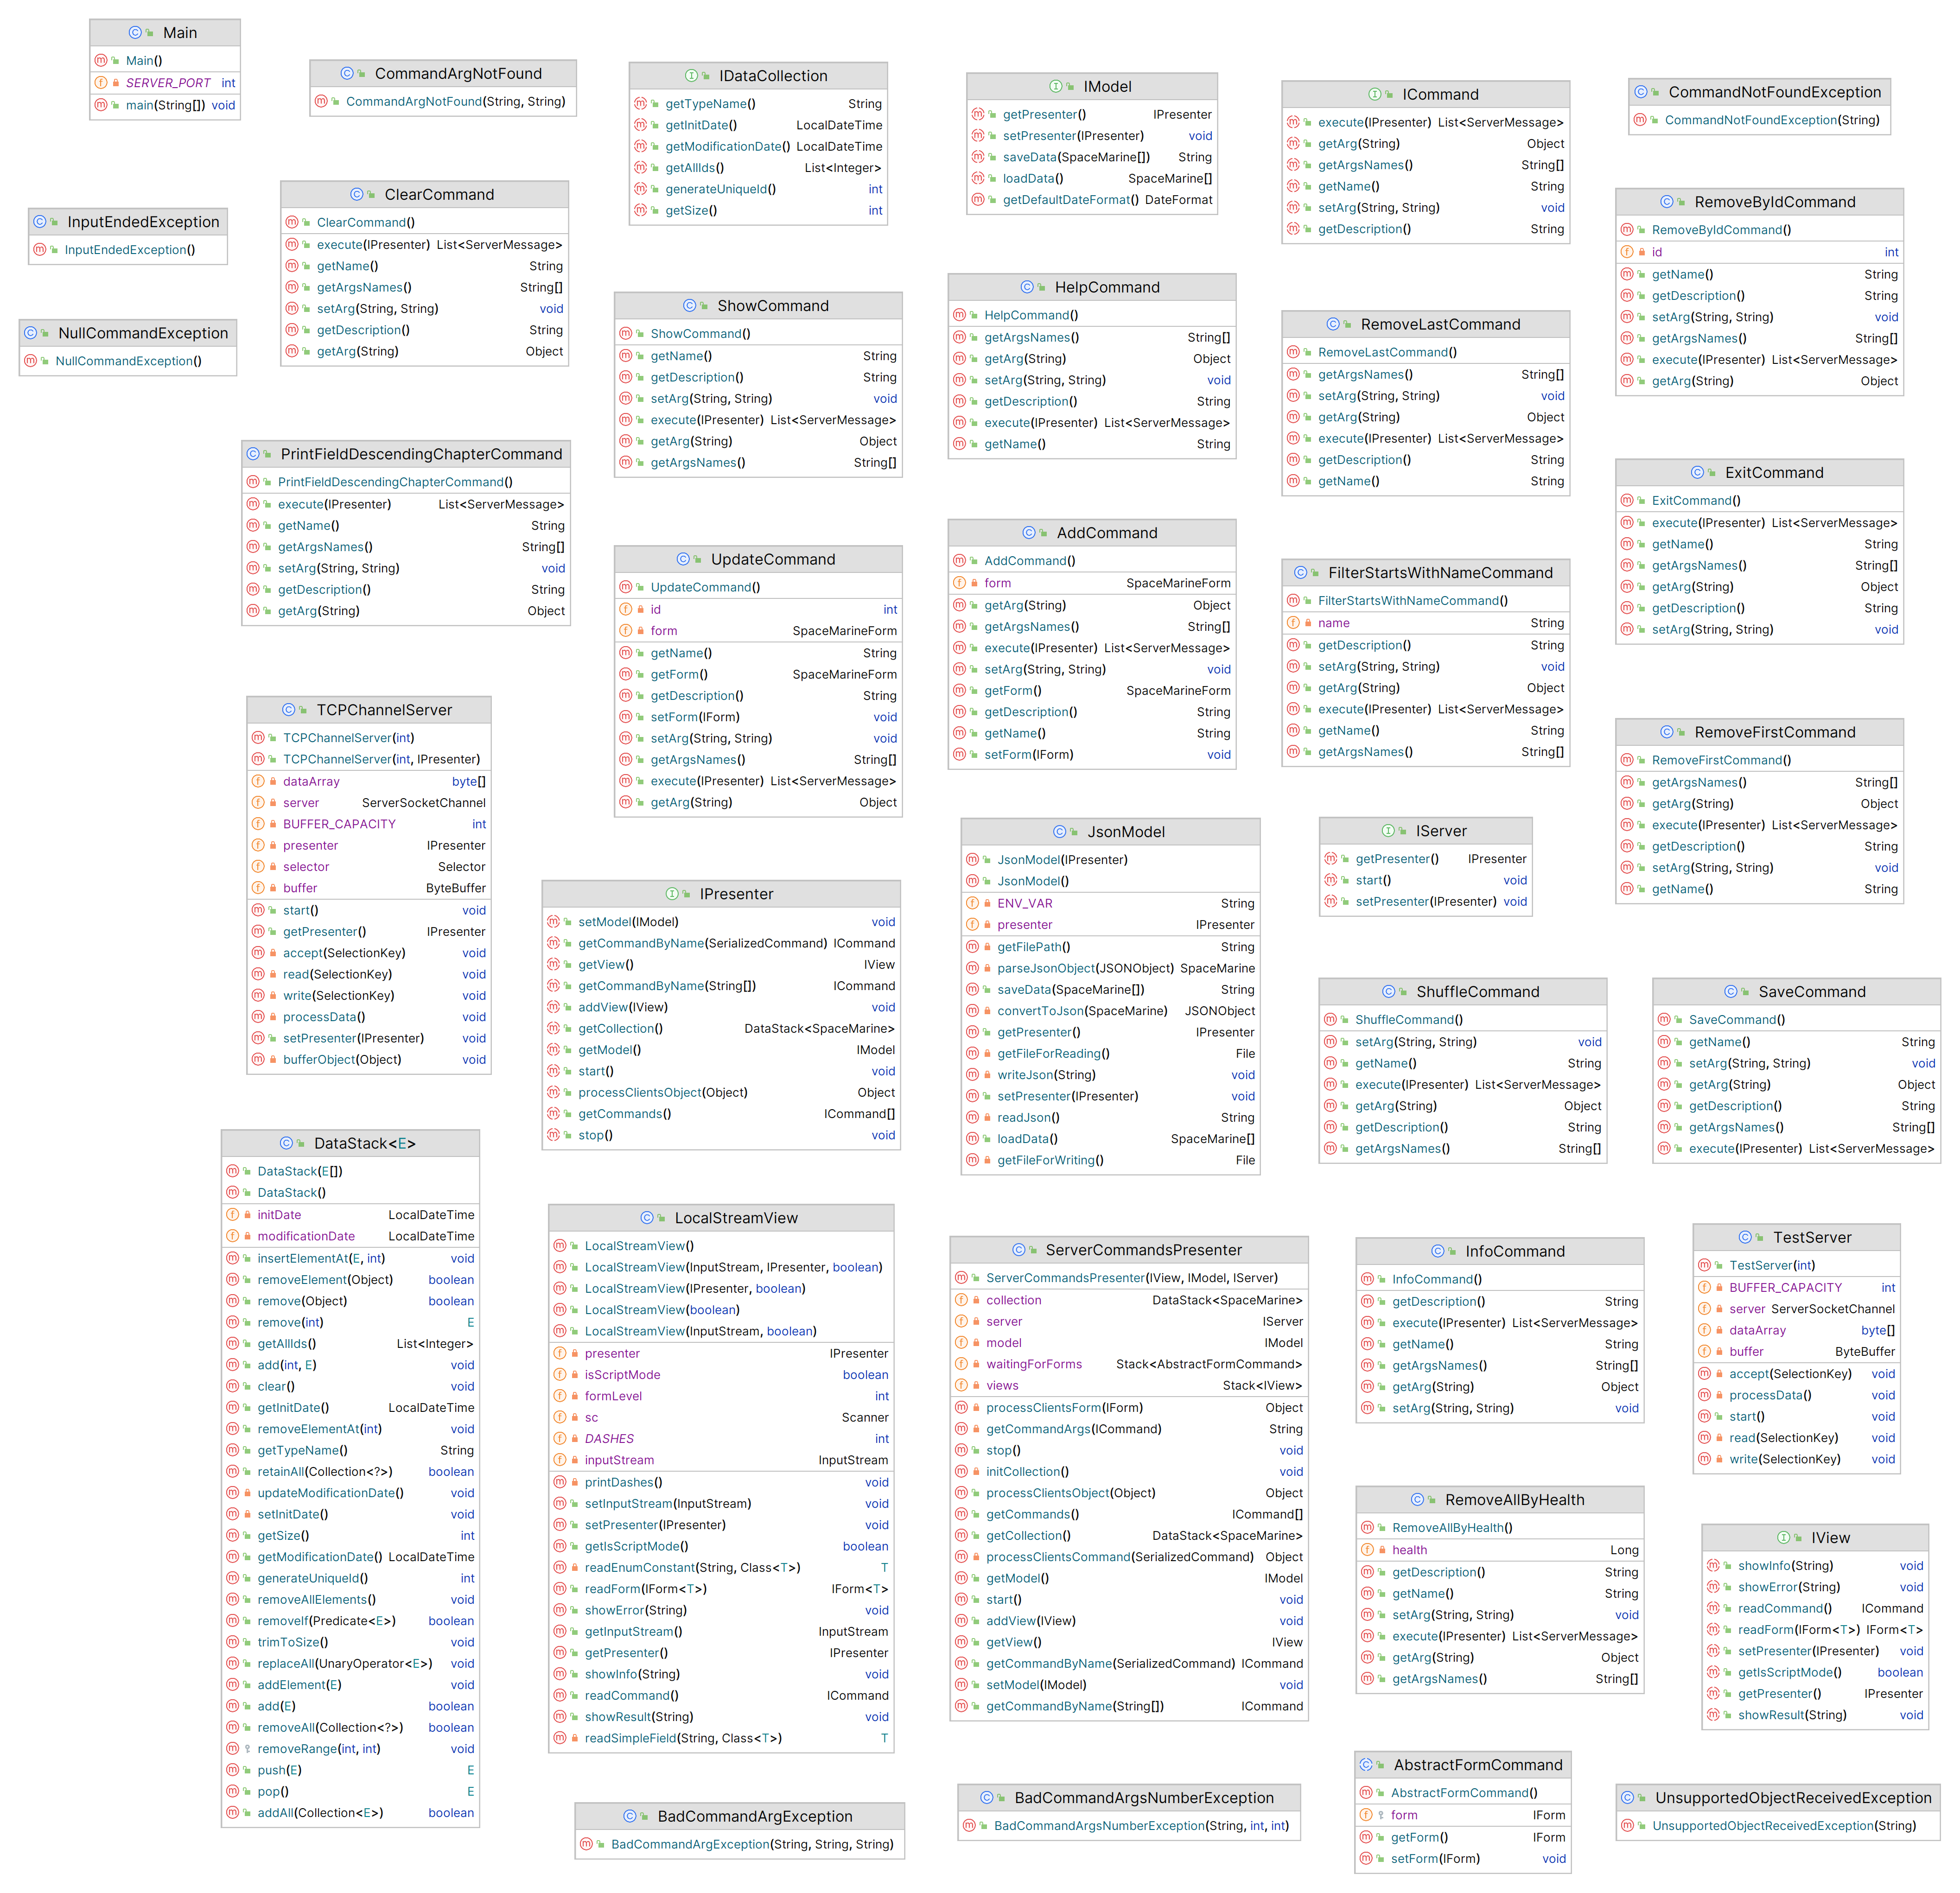 Main
Main()
SERVER_PORT int
main(String[]) void
CommandArgNotFound
CommandArgNotFound(String, String)
IDataCollection
getTypeName() String
getInitDate() LocalDateTime
getModificationDate() LocalDateTime
getAllIds() List<Integer>
generateUniqueId() int
getSize() int
IModel
getPresenter() IPresenter
setPresenter(IPresenter) void
saveData(SpaceMarine[]) String
loadData() SpaceMarine[]
getDefaultDateFormat() DateFormat
ICommand
execute(IPresenter) List<ServerMessage>
getArg(String) Object
getArgsNames() String[]
getName() String
setArg(String, String) void
getDescription() String
CommandNotFoundException
CommandNotFoundException(String)
InputEndedException
InputEndedException()
ClearCommand
ClearCommand()
execute(IPresenter) List<ServerMessage>
getName() String
getArgsNames() String[]
setArg(String, String) void
getDescription() String
getArg(String) Object
RemoveByIdCommand
RemoveByIdCommand()
id int
getName() String
getDescription() String
setArg(String, String) void
getArgsNames() String[]
execute(IPresenter) List<ServerMessage>
getArg(String) Object
NullCommandException
NullCommandException()
ShowCommand
ShowCommand()
getName() String
getDescription() String
setArg(String, String) void
execute(IPresenter) List<ServerMessage>
getArg(String) Object
getArgsNames() String[]
HelpCommand
HelpCommand()
getArgsNames() String[]
getArg(String) Object
setArg(String, String) void
getDescription() String
execute(IPresenter) List<ServerMessage>
getName() String
RemoveLastCommand
RemoveLastCommand()
getArgsNames() String[]
setArg(String, String) void
getArg(String) Object
execute(IPresenter) List<ServerMessage>
getDescription() String
getName() String
PrintFieldDescendingChapterCommand
PrintFieldDescendingChapterCommand()
execute(IPresenter) List<ServerMessage>
getName() String
getArgsNames() String[]
setArg(String, String) void
getDescription() String
getArg(String) Object
ExitCommand
ExitCommand()
execute(IPresenter) List<ServerMessage>
getName() String
getArgsNames() String[]
getArg(String) Object
getDescription() String
setArg(String, String) void
UpdateCommand
UpdateCommand()
id int
form SpaceMarineForm
getName() String
getForm() SpaceMarineForm
getDescription() String
setForm(IForm) void
setArg(String, String) void
getArgsNames() String[]
execute(IPresenter) List<ServerMessage>
getArg(String) Object
AddCommand
AddCommand()
form SpaceMarineForm
getArg(String) Object
getArgsNames() String[]
execute(IPresenter) List<ServerMessage>
setArg(String, String) void
getForm() SpaceMarineForm
getDescription() String
getName() String
setForm(IForm) void
FilterStartsWithNameCommand
FilterStartsWithNameCommand()
name String
getDescription() String
setArg(String, String) void
getArg(String) Object
execute(IPresenter) List<ServerMessage>
getName() String
getArgsNames() String[]
TCPChannelServer
TCPChannelServer(int)
TCPChannelServer(int, IPresenter)
dataArray byte[]
server ServerSocketChannel
BUFFER_CAPACITY int
presenter IPresenter
selector Selector
buffer ByteBuffer
start() void
getPresenter() IPresenter
accept(SelectionKey) void
read(SelectionKey) void
write(SelectionKey) void
processData() void
setPresenter(IPresenter) void
bufferObject(Object) void
RemoveFirstCommand
RemoveFirstCommand()
getArgsNames() String[]
getArg(String) Object
execute(IPresenter) List<ServerMessage>
getDescription() String
setArg(String, String) void
getName() String
IPresenter
setModel(IModel) void
getCommandByName(SerializedCommand) ICommand
getView() IView
getCommandByName(String[]) ICommand
addView(IView) void
getCollection() DataStack<SpaceMarine>
getModel() IModel
start() void
processClientsObject(Object) Object
getCommands() ICommand[]
stop() void
JsonModel
JsonModel(IPresenter)
JsonModel()
ENV_VAR String
presenter IPresenter
getFilePath() String
parseJsonObject(JSONObject) SpaceMarine
saveData(SpaceMarine[]) String
convertToJson(SpaceMarine) JSONObject
getPresenter() IPresenter
getFileForReading() File
writeJson(String) void
setPresenter(IPresenter) void
readJson() String
loadData() SpaceMarine[]
getFileForWriting() File
IServer
getPresenter() IPresenter
start() void
setPresenter(IPresenter) void
ShuffleCommand
ShuffleCommand()
setArg(String, String) void
getName() String
execute(IPresenter) List<ServerMessage>
getArg(String) Object
getDescription() String
getArgsNames() String[]
SaveCommand
SaveCommand()
getName() String
setArg(String, String) void
getArg(String) Object
getDescription() String
getArgsNames() String[]
execute(IPresenter) List<ServerMessage>
DataStack<E>
DataStack(E[])
DataStack()
initDate LocalDateTime
modificationDate LocalDateTime
insertElementAt(E, int) void
removeElement(Object) boolean
remove(Object) boolean
remove(int) E
getAllIds() List<Integer>
add(int, E) void
clear() void
getInitDate() LocalDateTime
removeElementAt(int) void
getTypeName() String
retainAll(Collection<?>) boolean
updateModificationDate() void
setInitDate() void
getSize() int
getModificationDate() LocalDateTime
generateUniqueId() int
removeAllElements() void
removeIf(Predicate<E>) boolean
trimToSize() void
replaceAll(UnaryOperator<E>) void
addElement(E) void
add(E) boolean
removeAll(Collection<?>) boolean
removeRange(int, int) void
push(E) E
pop() E
addAll(Collection<E>) boolean
LocalStreamView
LocalStreamView()
LocalStreamView(InputStream, IPresenter, boolean)
LocalStreamView(IPresenter, boolean)
LocalStreamView(boolean)
LocalStreamView(InputStream, boolean)
presenter IPresenter
isScriptMode boolean
formLevel int
sc Scanner
DASHES int
inputStream InputStream
printDashes() void
setInputStream(InputStream) void
setPresenter(IPresenter) void
getIsScriptMode() boolean
readEnumConstant(String, Class<T>) T
readForm(IForm<T>) IForm<T>
showError(String) void
getInputStream() InputStream
getPresenter() IPresenter
showInfo(String) void
readCommand() ICommand
showResult(String) void
readSimpleField(String, Class<T>) T
ServerCommandsPresenter
ServerCommandsPresenter(IView, IModel, IServer)
collection DataStack<SpaceMarine>
server IServer
model IModel
waitingForForms Stack<AbstractFormCommand>
views Stack<IView>
processClientsForm(IForm) Object
getCommandArgs(ICommand) String
stop() void
initCollection() void
processClientsObject(Object) Object
getCommands() ICommand[]
getCollection() DataStack<SpaceMarine>
processClientsCommand(SerializedCommand) Object
getModel() IModel
start() void
addView(IView) void
getView() IView
getCommandByName(SerializedCommand) ICommand
setModel(IModel) void
getCommandByName(String[]) ICommand
InfoCommand
InfoCommand()
getDescription() String
execute(IPresenter) List<ServerMessage>
getName() String
getArgsNames() String[]
getArg(String) Object
setArg(String, String) void
TestServer
TestServer(int)
BUFFER_CAPACITY int
server ServerSocketChannel
dataArray byte[]
buffer ByteBuffer
accept(SelectionKey) void
processData() void
start() void
read(SelectionKey) void
write(SelectionKey) void
RemoveAllByHealth
RemoveAllByHealth()
health Long
getDescription() String
getName() String
setArg(String, String) void
execute(IPresenter) List<ServerMessage>
getArg(String) Object
getArgsNames() String[]
IView
showInfo(String) void
showError(String) void
readCommand() ICommand
readForm(IForm<T>) IForm<T>
setPresenter(IPresenter) void
getIsScriptMode() boolean
getPresenter() IPresenter
showResult(String) void
BadCommandArgException
BadCommandArgException(String, String, String)
BadCommandArgsNumberException
BadCommandArgsNumberException(String, int, int)
AbstractFormCommand
AbstractFormCommand()
form IForm
getForm() IForm
setForm(IForm) void
UnsupportedObjectReceivedException
UnsupportedObjectReceivedException(String)